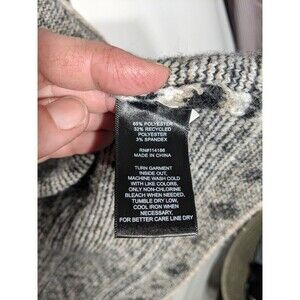 65% POLYESTER
32% RECYCLED
POLYESTER
3% SPANDEX
RN#114186
MADE IN CHINA
TURN GARMENT
INSIDE OUT,
MACHINE WASH COLD
WITH LIKE COLORS,
ONLY NON-CHLORINE
BLEACH WHEN NEEDED,
TUMBLE DRY LOW,
COOL IRON WHEN
NECESSARY,
FOR BETTER CARE LINE DRY